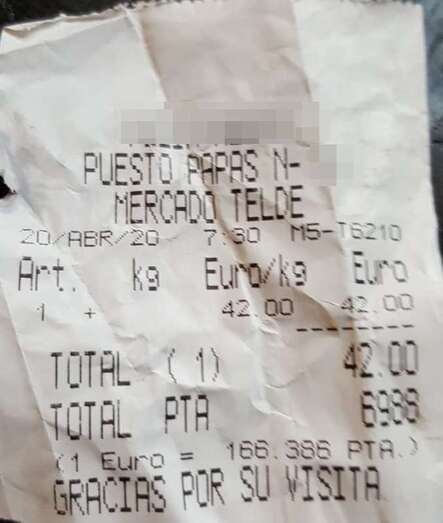 PUESTO PAPAS N-
MERCADO TELDE
20/ABR/20 7:30 M5-T6210
Art. kg Euro/kg Euro
1 + 42.00 42.00
TOTAL (1) 42.00
TOTAL PTA 6988
(1 Euro = 166.386 PTA.)
GRACIAS POR SU VISITA